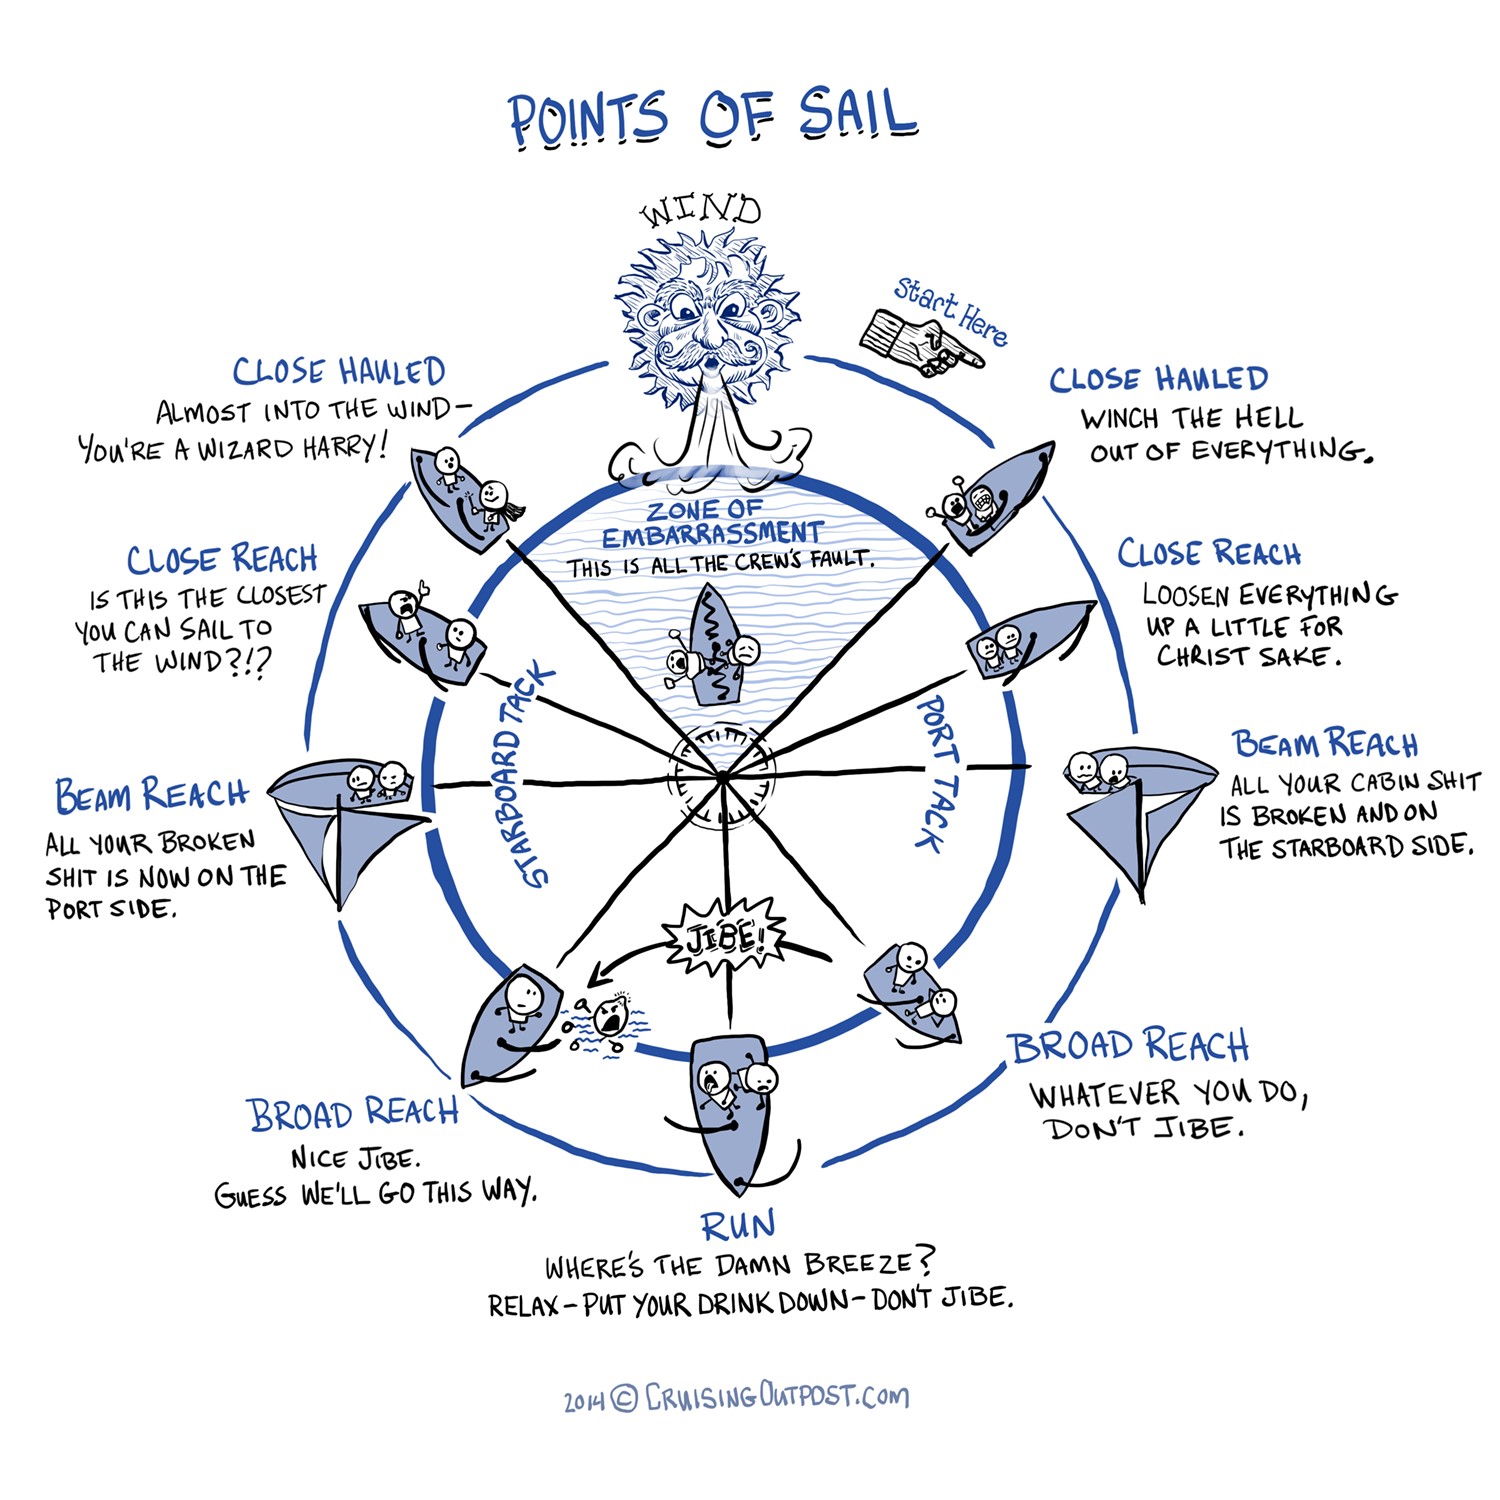 POINTS OF SAIL
WIND
Start Here
CLOSE HAULED
WINCH THE HELL
OUT OF EVERYTHING.
CLOSE REACH
LOOSEN EVERYTHING
UP A LITTLE FOR
CHRIST SAKE.
BEAM REACH
ALL YOUR CABIN SHIT
IS BROKEN AND ON
THE STARBOARD SIDE.
BROAD REACH
WHATEVER YOU DO,
DON'T JIBE.
RUN
WHERE'S THE DAMN BREEZE?
RELAX – PUT YOUR DRINK DOWN – DON'T JIBE.
BROAD REACH
NICE JIBE.
GUESS WE'LL GO THIS WAY.
BEAM REACH
ALL YOUR BROKEN
SHIT IS NOW ON THE
PORT SIDE.
CLOSE REACH
IS THIS THE CLOSEST
YOU CAN SAIL TO
THE WIND?!?
CLOSE HAULED
ALMOST INTO THE WIND –
YOU'RE A WIZARD HARRY!
ZONE OF
EMBARRASSMENT
THIS IS ALL THE CREW'S FAULT.
STARBOARD TACK
PORT TACK
JIBE!
2014 © CRUISINGOUTPOST.COM